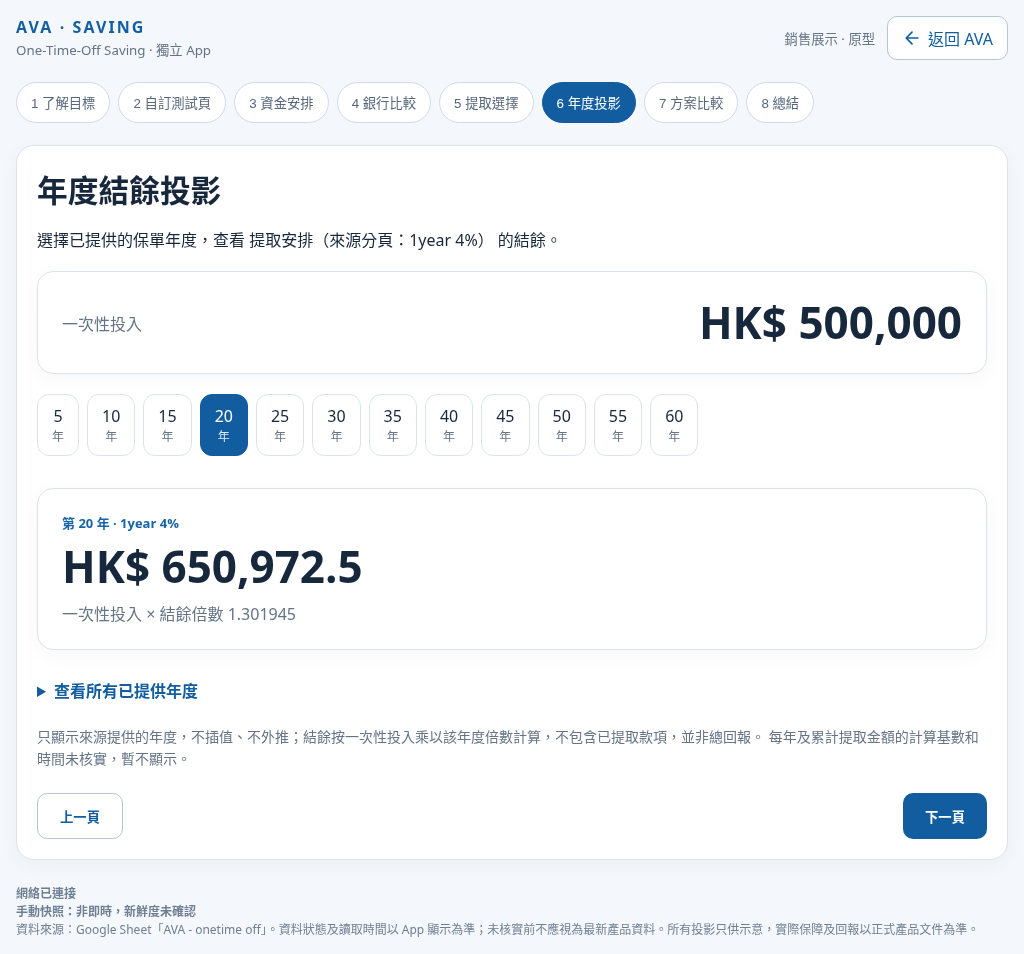 AVA · SAVING
One-Time-Off Saving · 獨立 App
銷售展示 · 原型
返回 AVA
1 了解目標
2 自訂測試頁
3 資金安排
4 銀行比較
5 提取選擇
6 年度投影
7 方案比較
8 總結
年度結餘投影
選擇已提供的保單年度，查看 提取安排（來源分頁：1year 4%） 的結餘。
一次性投入
HK$ 500,000
5 年
10 年
15 年
20 年
25 年
30 年
35 年
40 年
45 年
50 年
55 年
60 年
第 20 年 · 1year 4%
HK$ 650,972.5
一次性投入 × 結餘倍數 1.301945
查看所有已提供年度
只顯示來源提供的年度，不插值、不外推；結餘按一次性投入乘以該年度倍數計算，不包含已提取款項，並非總回報。 每年及累計提取金額的計算基數和
時間未核實，暫不顯示。
上一頁
下一頁
網絡已連接
手動快照：非即時，新鮮度未確認
資料來源：Google Sheet「AVA - onetime off」。資料狀態及讀取時間以 App 顯示為準；未核實前不應視為最新產品資料。所有投影只供示意，實際保障及回報以正式產品文件為準。